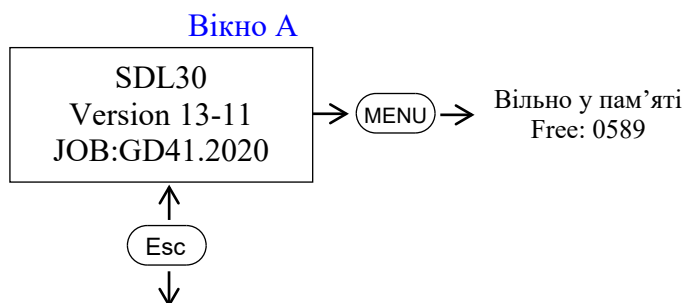 Вікно А
SDL30
Version 13-11
JOB:GD41.2020
MENU
Вільно у пам’яті
Free: 0589
Esc